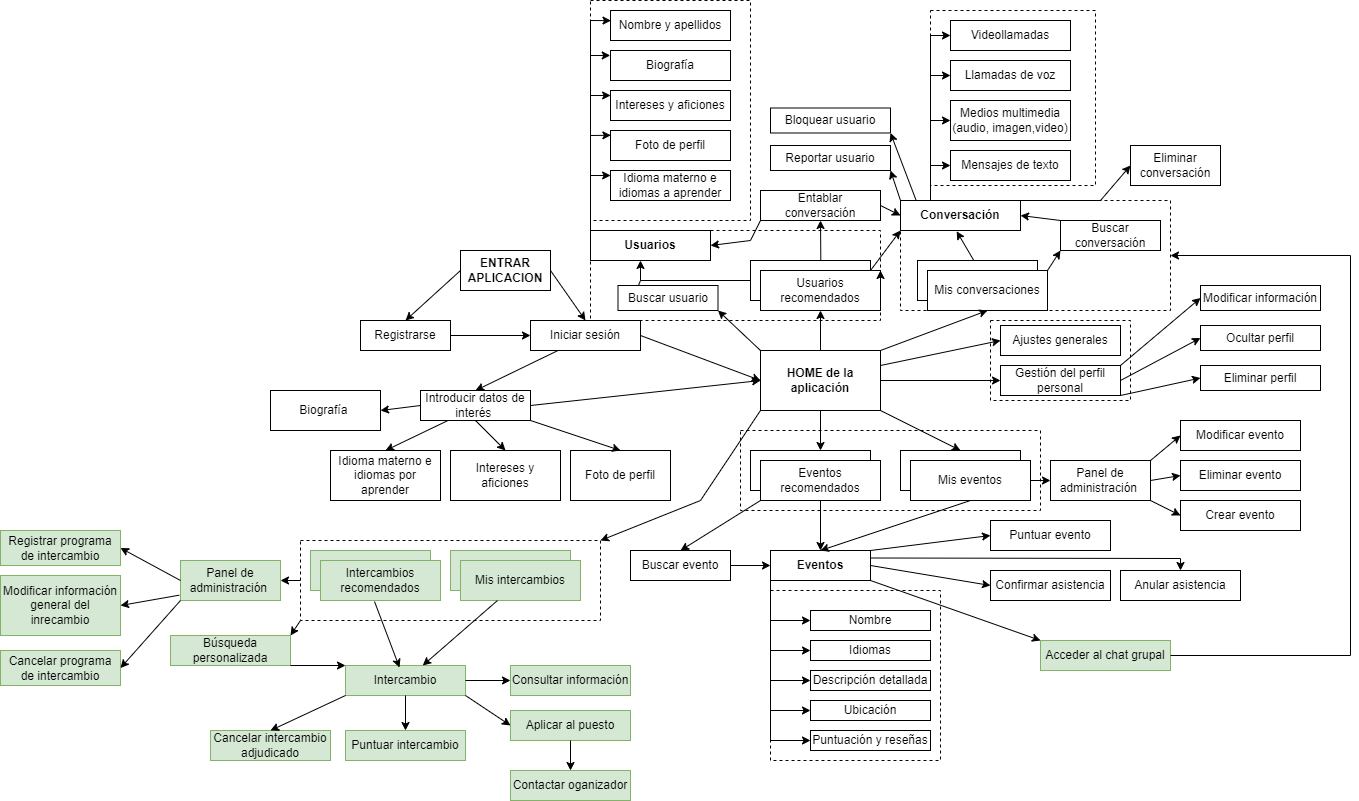 Nombre y apellidos
Biografía
Intereses y aficiones
Foto de perfil
Idioma materno e
idiomas a aprender
Videollamadas
Llamadas de voz
Medios multimedia
(audio, imagen,video)
Mensajes de texto
Bloquear usuario
Reportar usuario
Eliminar
conversación
Entablar
conversación
Conversación
Buscar
conversación
Usuarios
ENTRAR
APLICACION
Buscar usuario
Usuarios
recomendados
Mis conversaciones
Registrarse
Iniciar sesión
Modificar información
Ajustes generales
Ocultar perfil
HOME de la
aplicación
Gestión del perfil
personal
Eliminar perfil
Biografía
Introducir datos de
interés
Idioma materno e
idiomas por
aprender
Intereses y
aficiones
Foto de perfil
Eventos
recomendados
Mis eventos
Panel de
administración
Modificar evento
Eliminar evento
Crear evento
Registrar programa
de intercambio
Modificar información
general del
inrecambio
Cancelar programa
de intercambio
Panel de
administración
Intercambios
recomendados
Mis intercambios
Buscar evento
Eventos
Puntuar evento
Confirmar asistencia
Anular asistencia
Búsqueda
personalizada
Intercambio
Consultar información
Aplicar al puesto
Cancelar intercambio
adjudicado
Puntuar intercambio
Contactar oganizador
Nombre
Idiomas
Descripción detallada
Ubicación
Puntuación y reseñas
Acceder al chat grupal